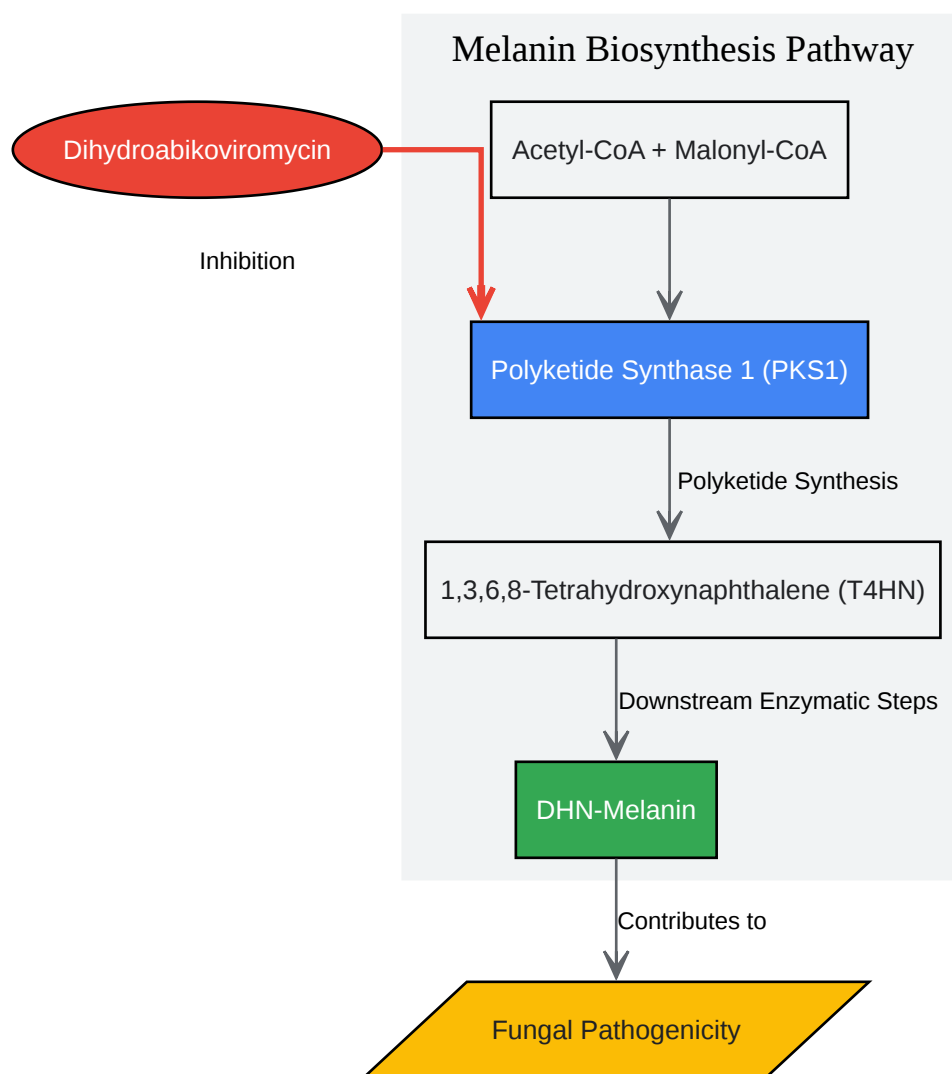 Melanin Biosynthesis Pathway
Dihydroabikoviromycin
Acetyl-CoA + Malonyl-CoA
Inhibition
Polyketide Synthase 1 (PKS1)
Polyketide Synthesis
1,3,6,8-Tetrahydroxynaphthalene (T4HN)
Downstream Enzymatic Steps
DHN-Melanin
Contributes to
Fungal Pathogenicity